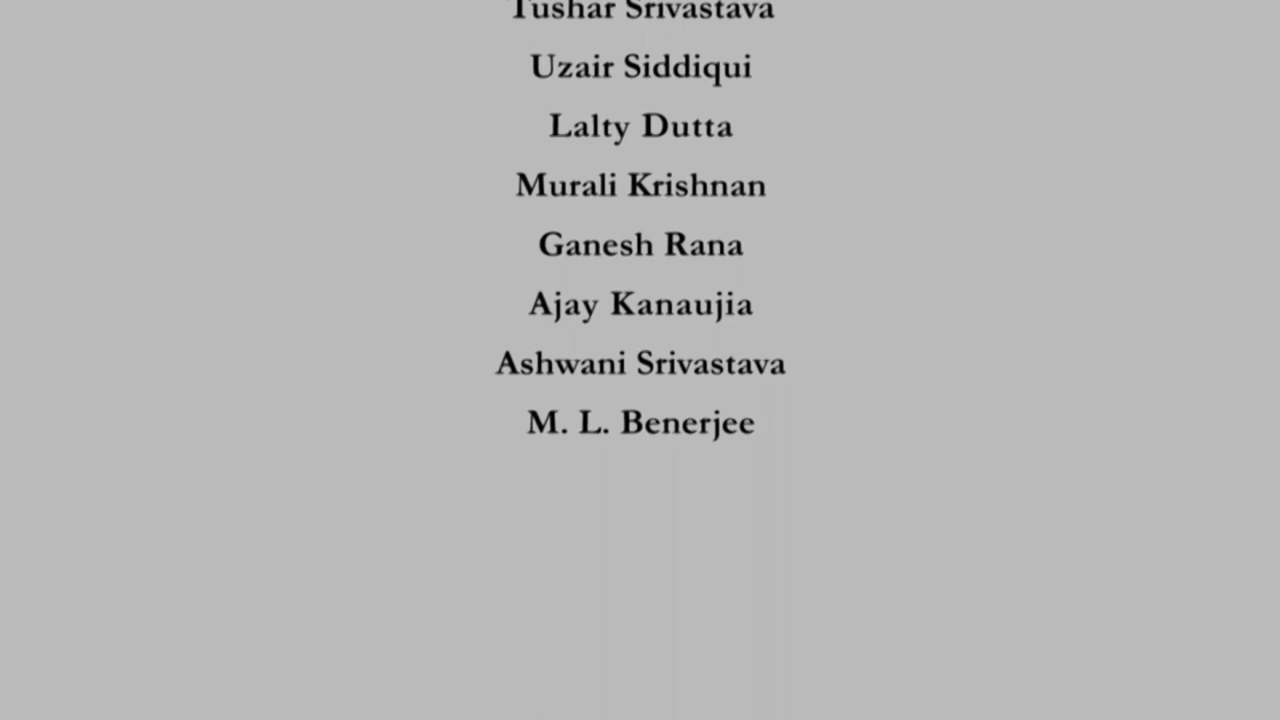 Tushar Srivastava
Uzair Siddiqui
Lalty Dutta
Murali Krishnan
Ganesh Rana
Ajay Kanaujia
Ashwani Srivastava
M. L. Benerjee